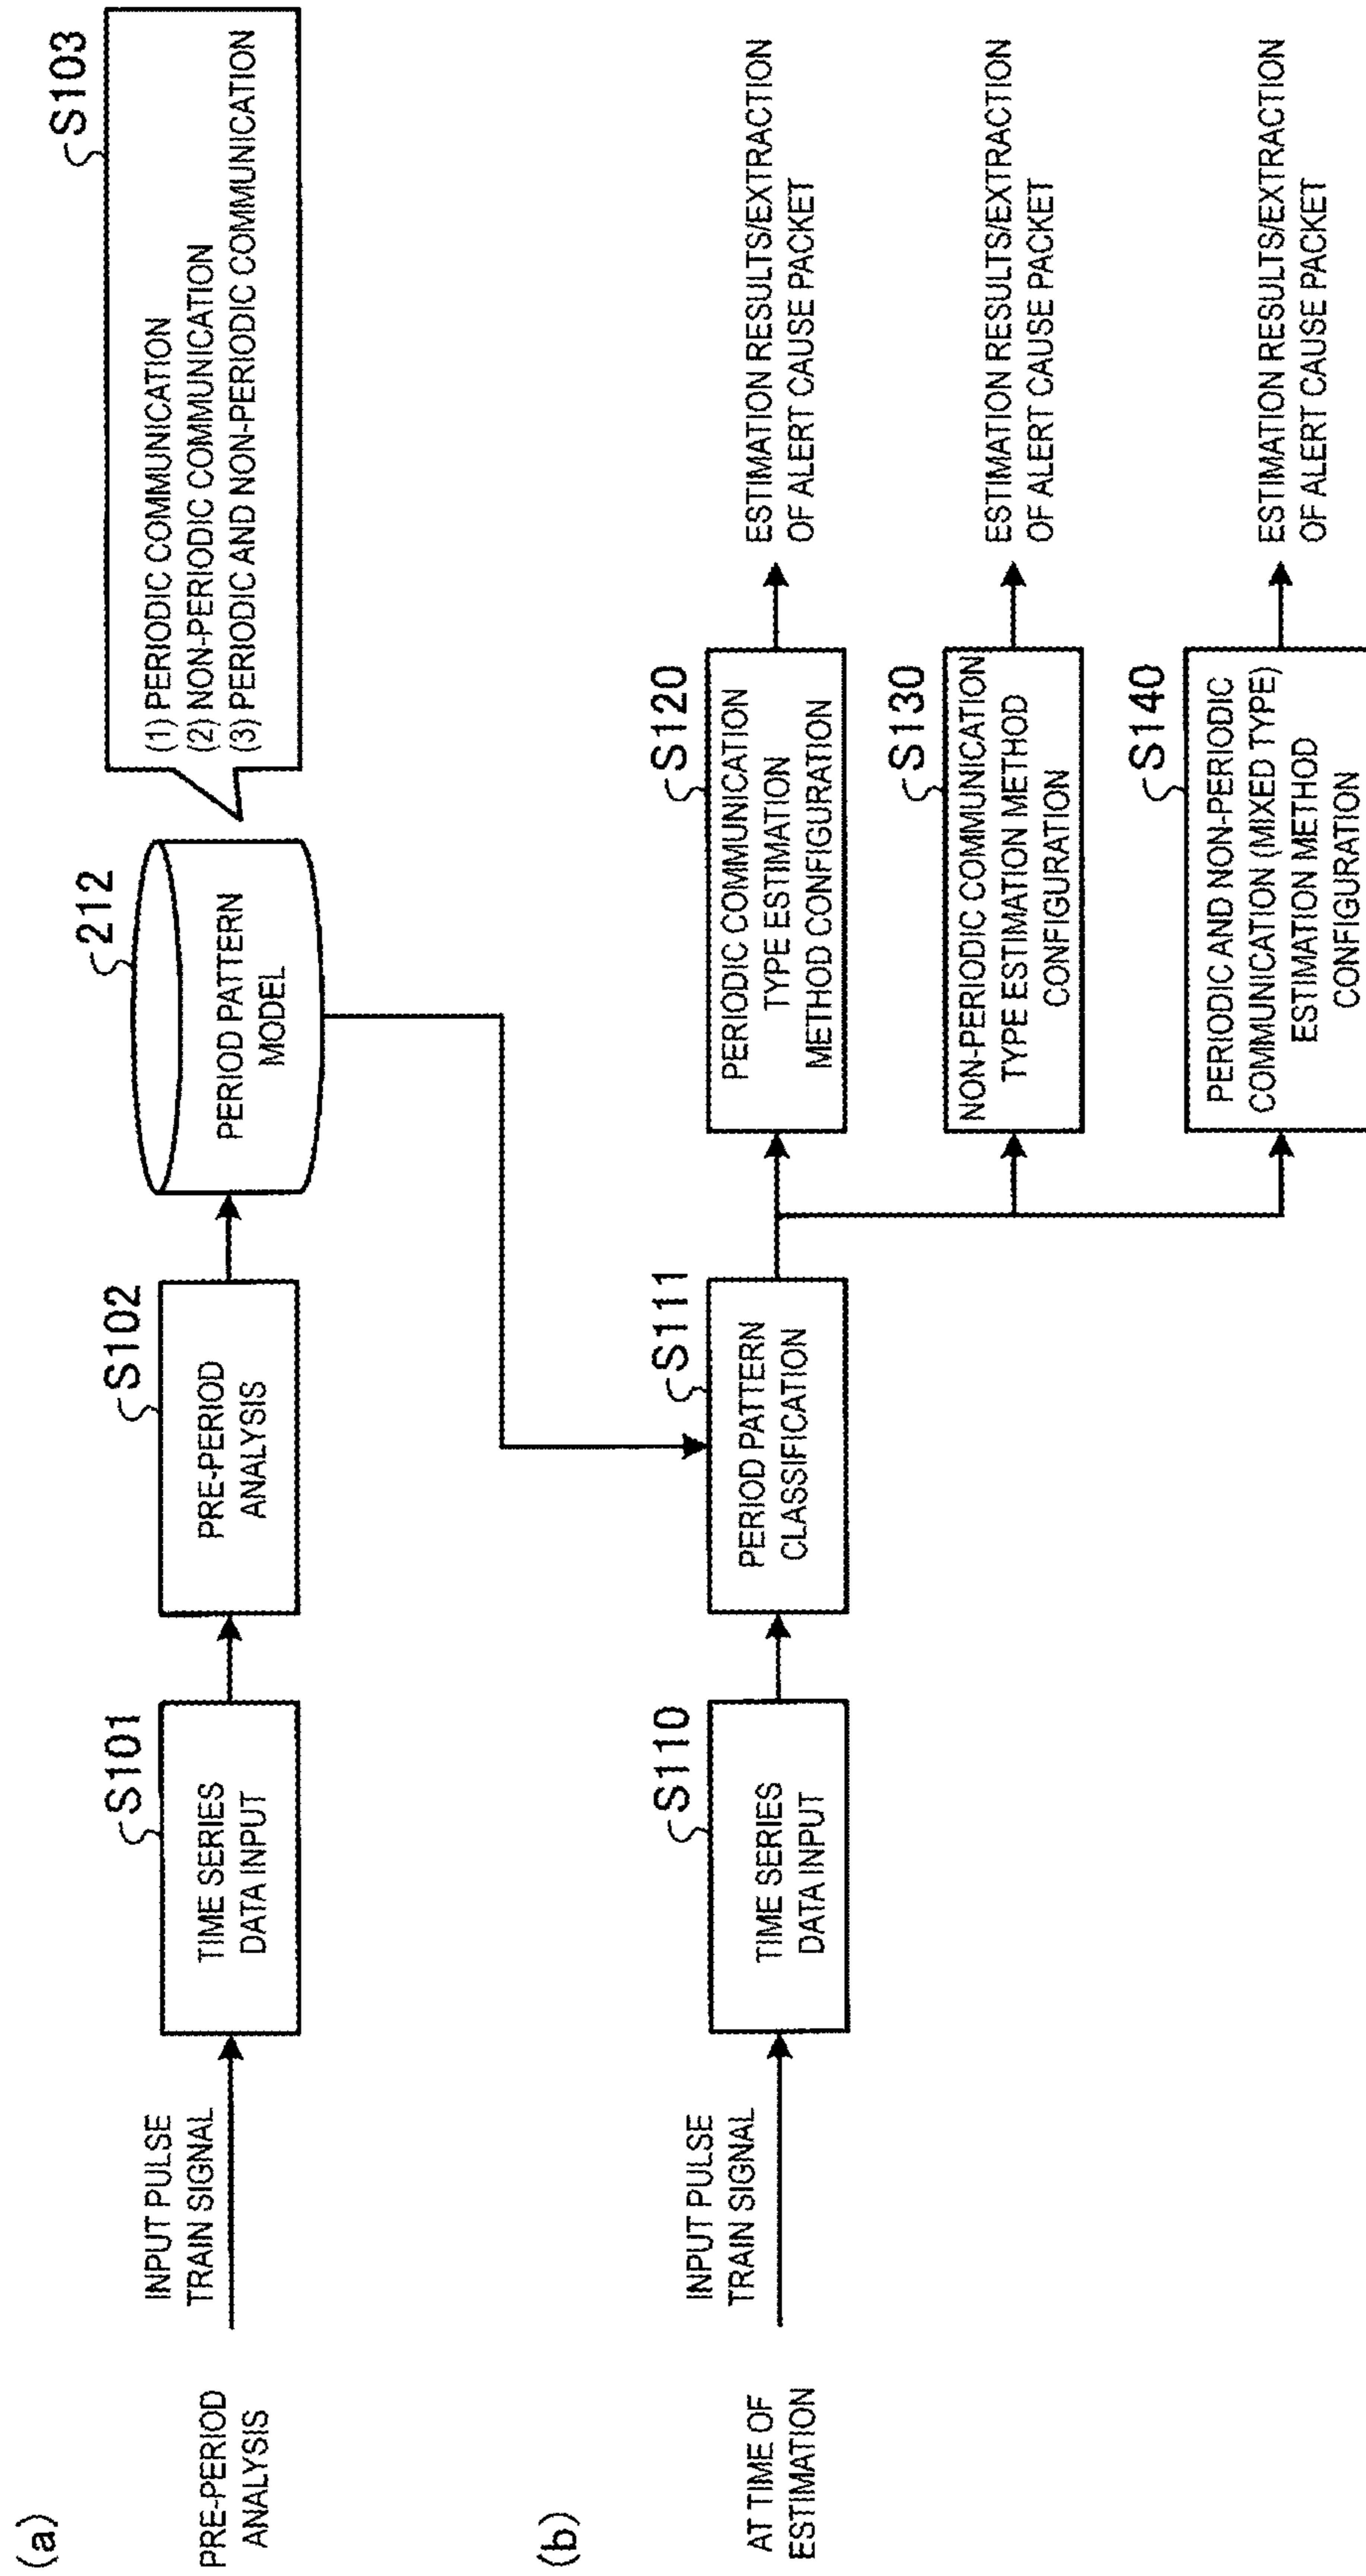 (a)
PRE-PERIOD
ANALYSIS
INPUT PULSE
TRAIN SIGNAL
S101
TIME SERIES
DATA INPUT
S102
PRE-PERIOD
ANALYSIS
212
PERIOD PATTERN
MODEL
S103
(1) PERIODIC COMMUNICATION
(2) NON-PERIODIC COMMUNICATION
(3) PERIODIC AND NON-PERIODIC COMMUNICATION
(b)
AT TIME OF
ESTIMATION
INPUT PULSE
TRAIN SIGNAL
S110
TIME SERIES
DATA INPUT
S111
PERIOD PATTERN
CLASSIFICATION
S120
PERIODIC COMMUNICATION
TYPE ESTIMATION
METHOD CONFIGURATION
ESTIMATION RESULTS/EXTRACTION
OF ALERT CAUSE PACKET
S130
NON-PERIODIC COMMUNICATION
TYPE ESTIMATION METHOD
CONFIGURATION
ESTIMATION RESULTS/EXTRACTION
OF ALERT CAUSE PACKET
S140
PERIODIC AND NON-PERIODIC
COMMUNICATION (MIXED TYPE)
ESTIMATION METHOD
CONFIGURATION
ESTIMATION RESULTS/EXTRACTION
OF ALERT CAUSE PACKET